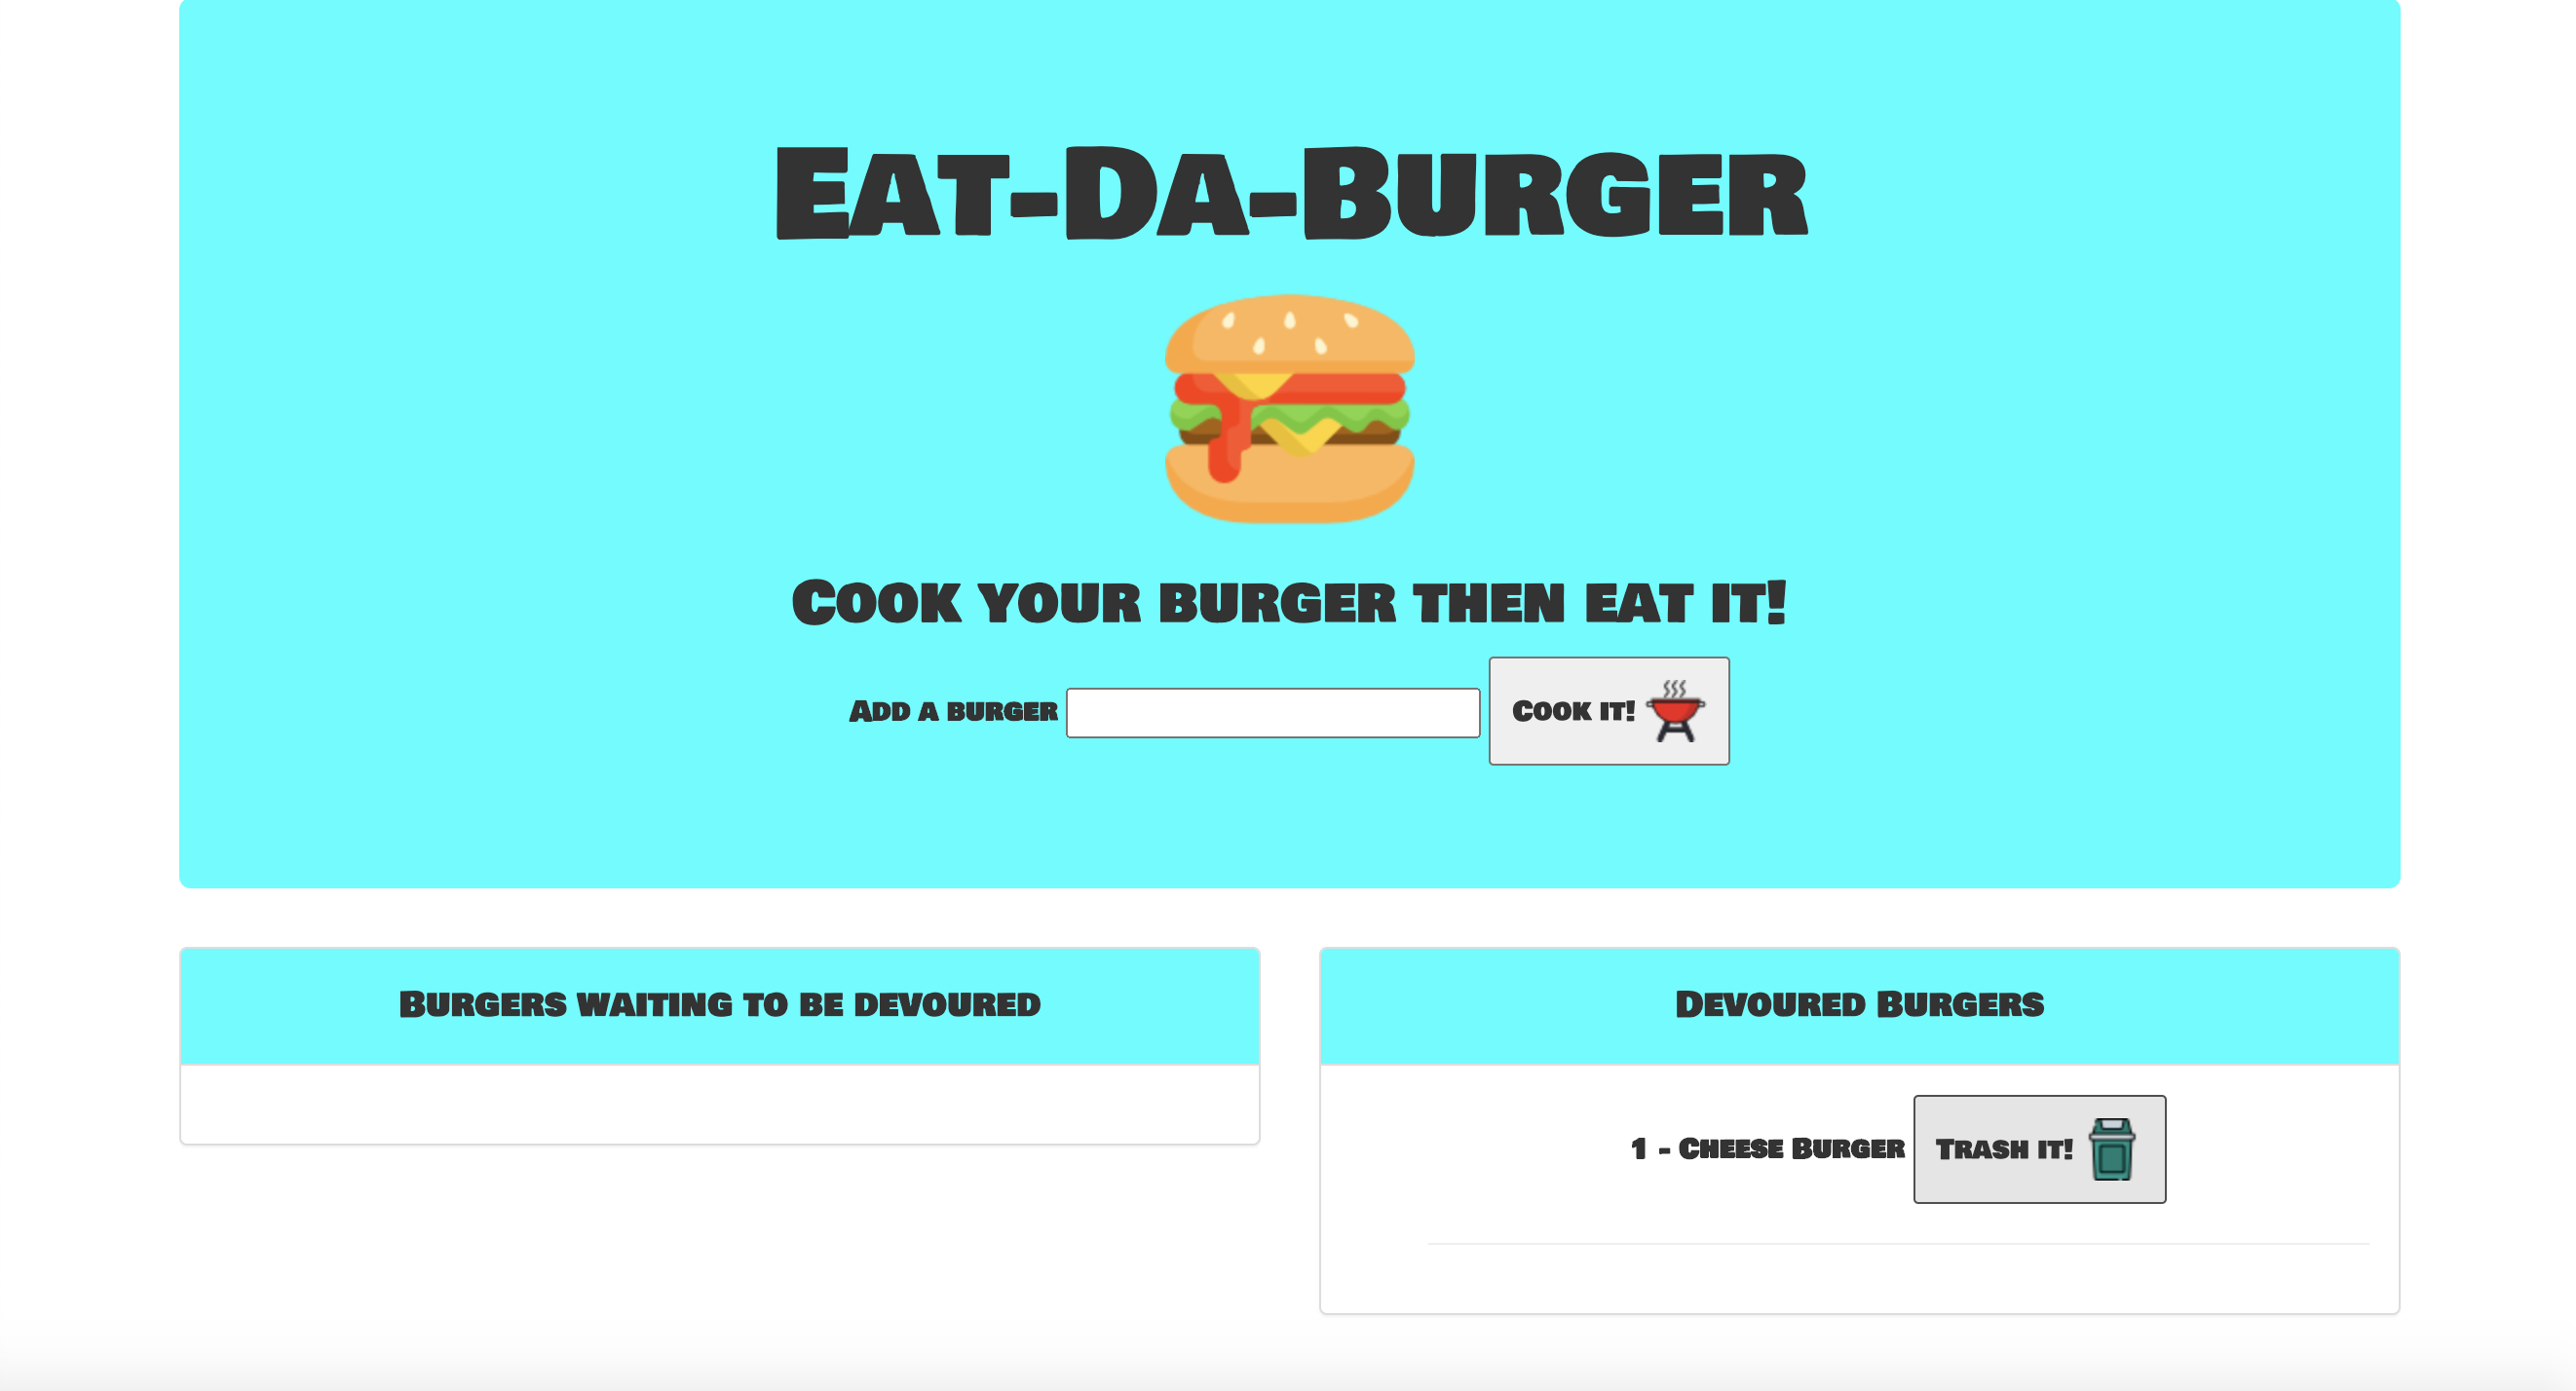 Eat-Da-Burger
Cook your burger then eat it!
Add a burger
Cook it!
Burgers waiting to be devoured
Devoured Burgers
1 - Cheese Burger
Trash it!